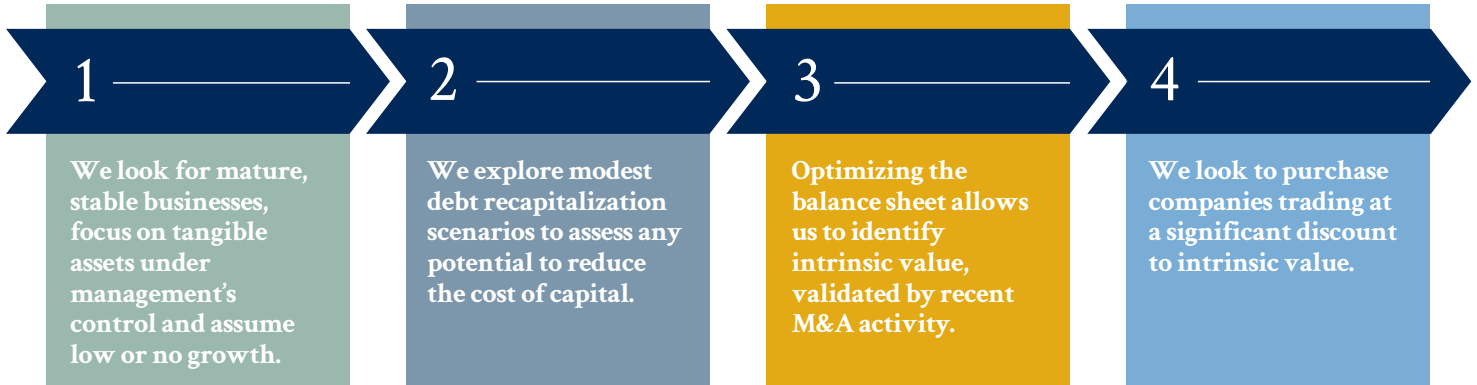 1
We look for mature,
stable businesses,
focus on tangible
assets under
management’s
control and assume
low or no growth.
2
We explore modest
debt recapitalization
scenarios to assess any
potential to reduce
the cost of capital.
3
Optimizing the
balance sheet allows
us to identify
intrinsic value,
validated by recent
M&A activity.
4
We look to purchase
companies trading at
a significant discount
to intrinsic value.